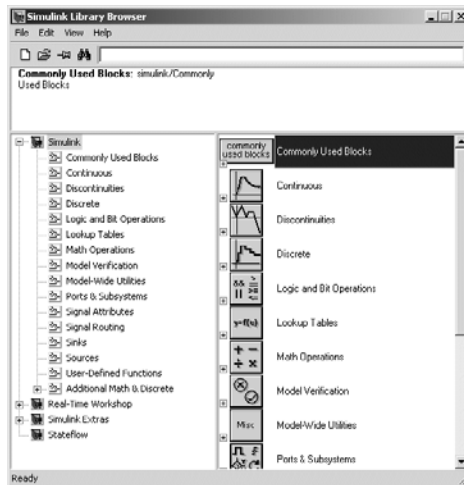 Simulink Library Browser
File Edit View Help
Commonly Used Blocks: simulink/Commonly
Used Blocks
Simulink
Commonly Used Blocks
Continuous
Discontinuities
Discrete
Logic and Bit Operations
Lookup Tables
Math Operations
Model Verification
Model-Wide Utilities
Ports & Subsystems
Signal Attributes
Signal Routing
Sinks
Sources
User-Defined Functions
Additional Math & Discrete
Real-Time Workshop
Simulink Extras
Stateflow
commonly
used blocks
Commonly Used Blocks
Continuous
Discontinuities
Discrete
Logic and Bit Operations
y=f(u)
Lookup Tables
Math Operations
Model Verification
Misc
Model-Wide Utilities
Ports & Subsystems
Ready